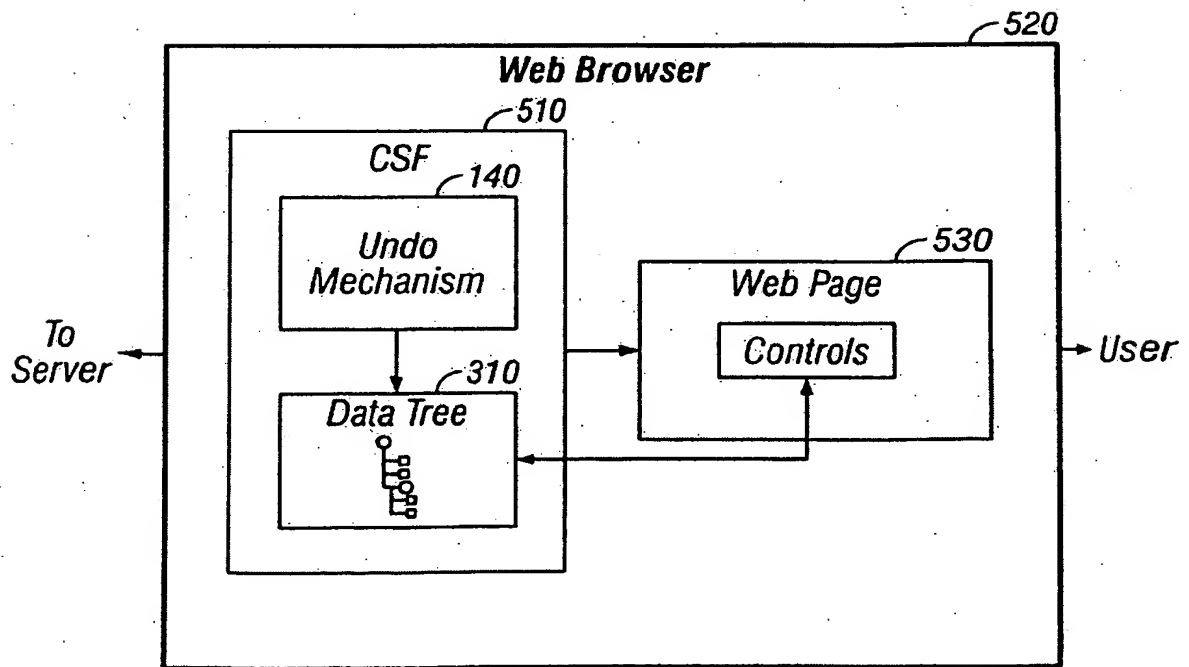 520
Web Browser
510
CSF
140
Undo
Mechanism
530
Web Page
Controls
To
Server
User
310
Data Tree